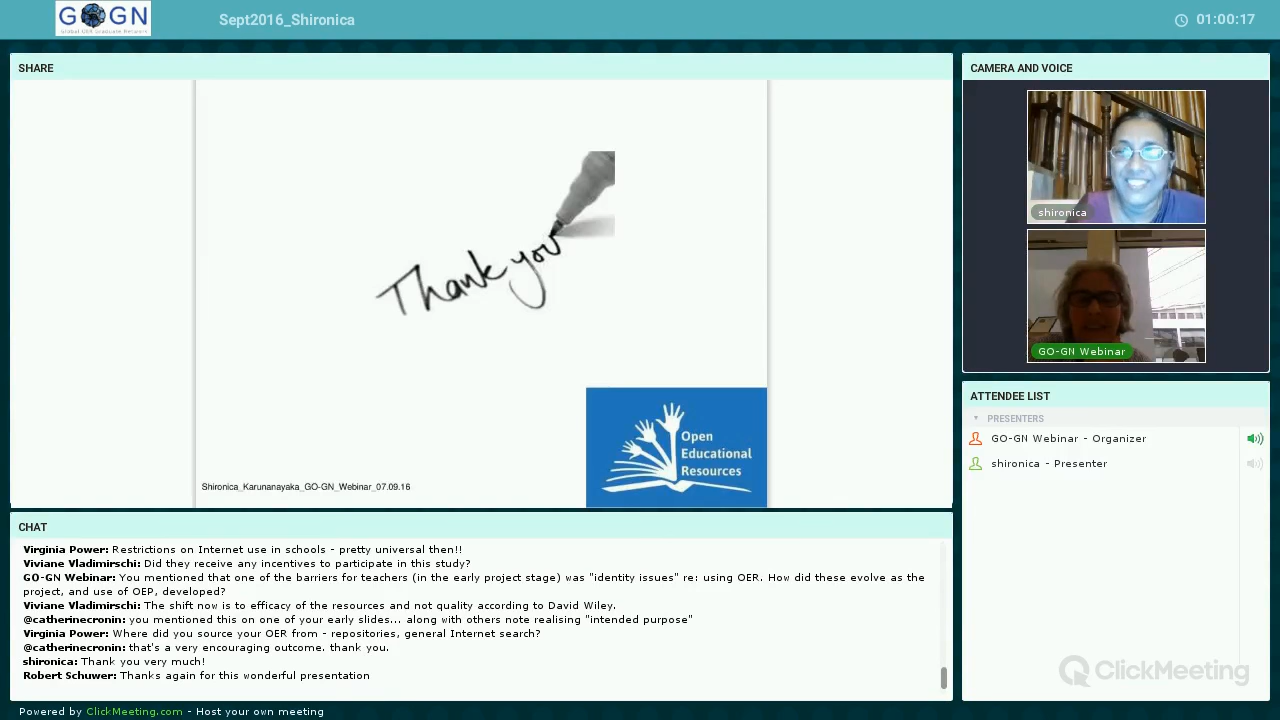 GO GN
Global OER Graduate Network
Sept2016_Shironica
01:00:17
SHARE
Thank you
Open
Educational
Resources
Shironica_Karunanayaka_GO-GN_Webinar_07.09.16
CAMERA AND VOICE
shironica
GO-GN Webinar
ATTENDEE LIST
PRESENTERS
GO-GN Webinar - Organizer
shironica - Presenter
ClickMeeting
CHAT
Virginia Power: Restrictions on Internet use in schools - pretty universal then!!
Viviane Vladimirschi: Did they receive any incentives to participate in this study?
GO-GN Webinar: You mentioned that one of the barriers for teachers (in the early project stage) was "identity issues" re: using OER. How did these evolve as the
project, and use of OEP, developed?
Viviane Vladimirschi: The shift now is to efficacy of the resources and not quality according to David Wiley.
@catherinecronin: you mentioned this on one of your early slides... along with others note realising "intended purpose"
Virginia Power: Where did you source your OER from - repositories, general Internet search?
@catherinecronin: that's a very encouraging outcome. thank you.
shironica: Thank you very much!
Robert Schuwer: Thanks again for this wonderful presentation
Powered by ClickMeeting.com - Host your own meeting